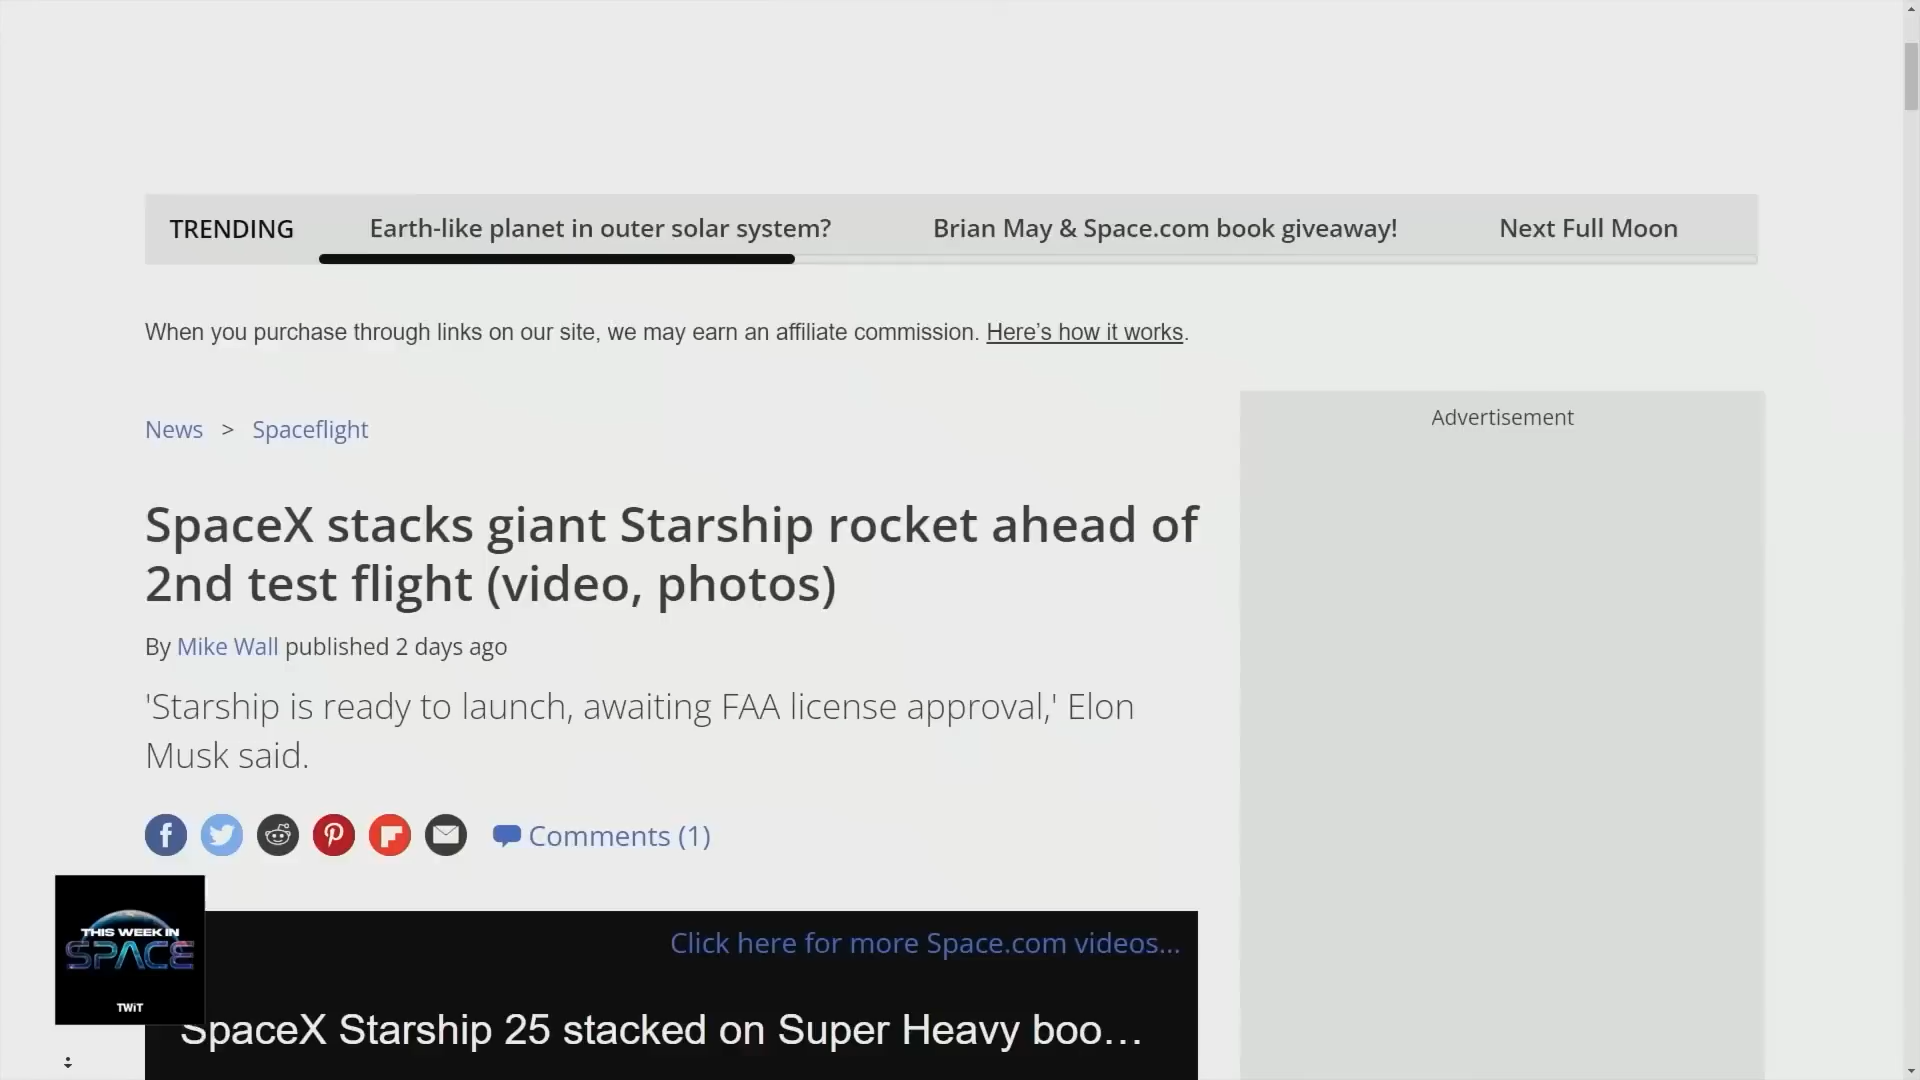 TRENDING Earth-like planet in outer solar system? Brian May & Space.com book giveaway! Next Full Moon
When you purchase through links on our site, we may earn an affiliate commission. Here’s how it works.
Advertisement
News > Spaceflight
SpaceX stacks giant Starship rocket ahead of
2nd test flight (video, photos)
By Mike Wall published 2 days ago
'Starship is ready to launch, awaiting FAA license approval,' Elon
Musk said.
Comments (1)
THIS WEEK IN
SPACE
TWiT
Click here for more Space.com videos...
SpaceX Starship 25 stacked on Super Heavy boo…